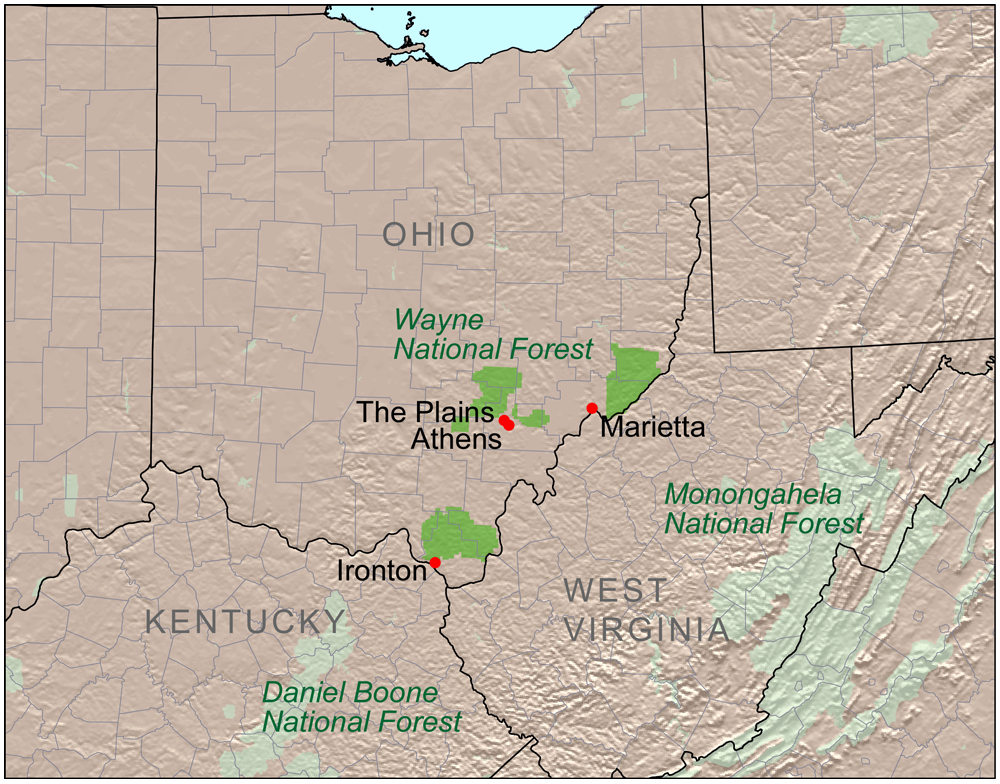 OHIO
Wayne
National Forest
The Plains
Athens
Marietta
Monongahela
National Forest
Ironton
WEST
VIRGINIA
KENTUCKY
Daniel Boone
National Forest